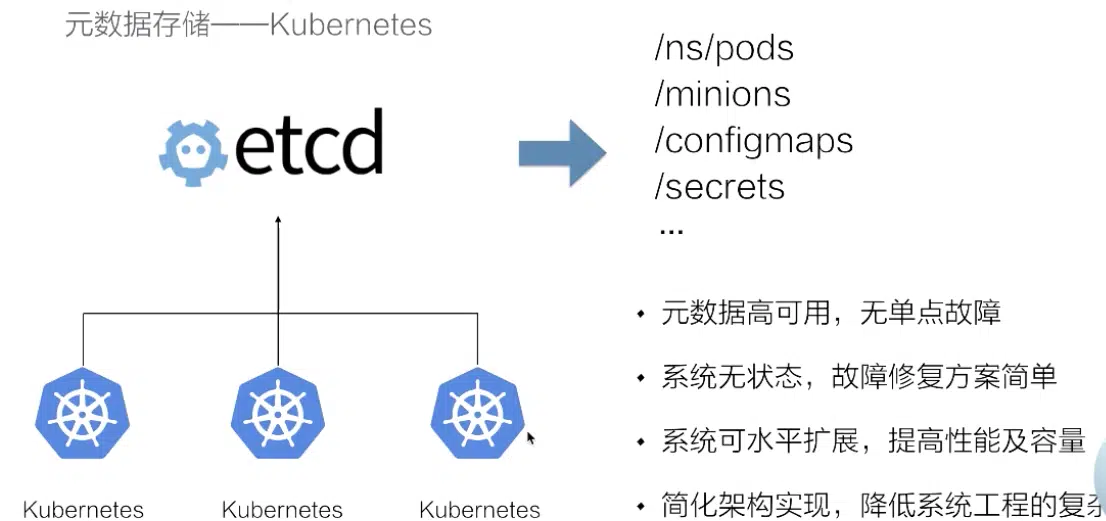 元数据存储——Kubernetes
etcd
/ns/pods
/minions
/configmaps
/secrets
...
元数据高可用，无单点故障
系统无状态，故障修复方案简单
系统可水平扩展，提高性能及容量
简化架构实现，降低系统工程的复杂
Kubernetes
Kubernetes
Kubernetes